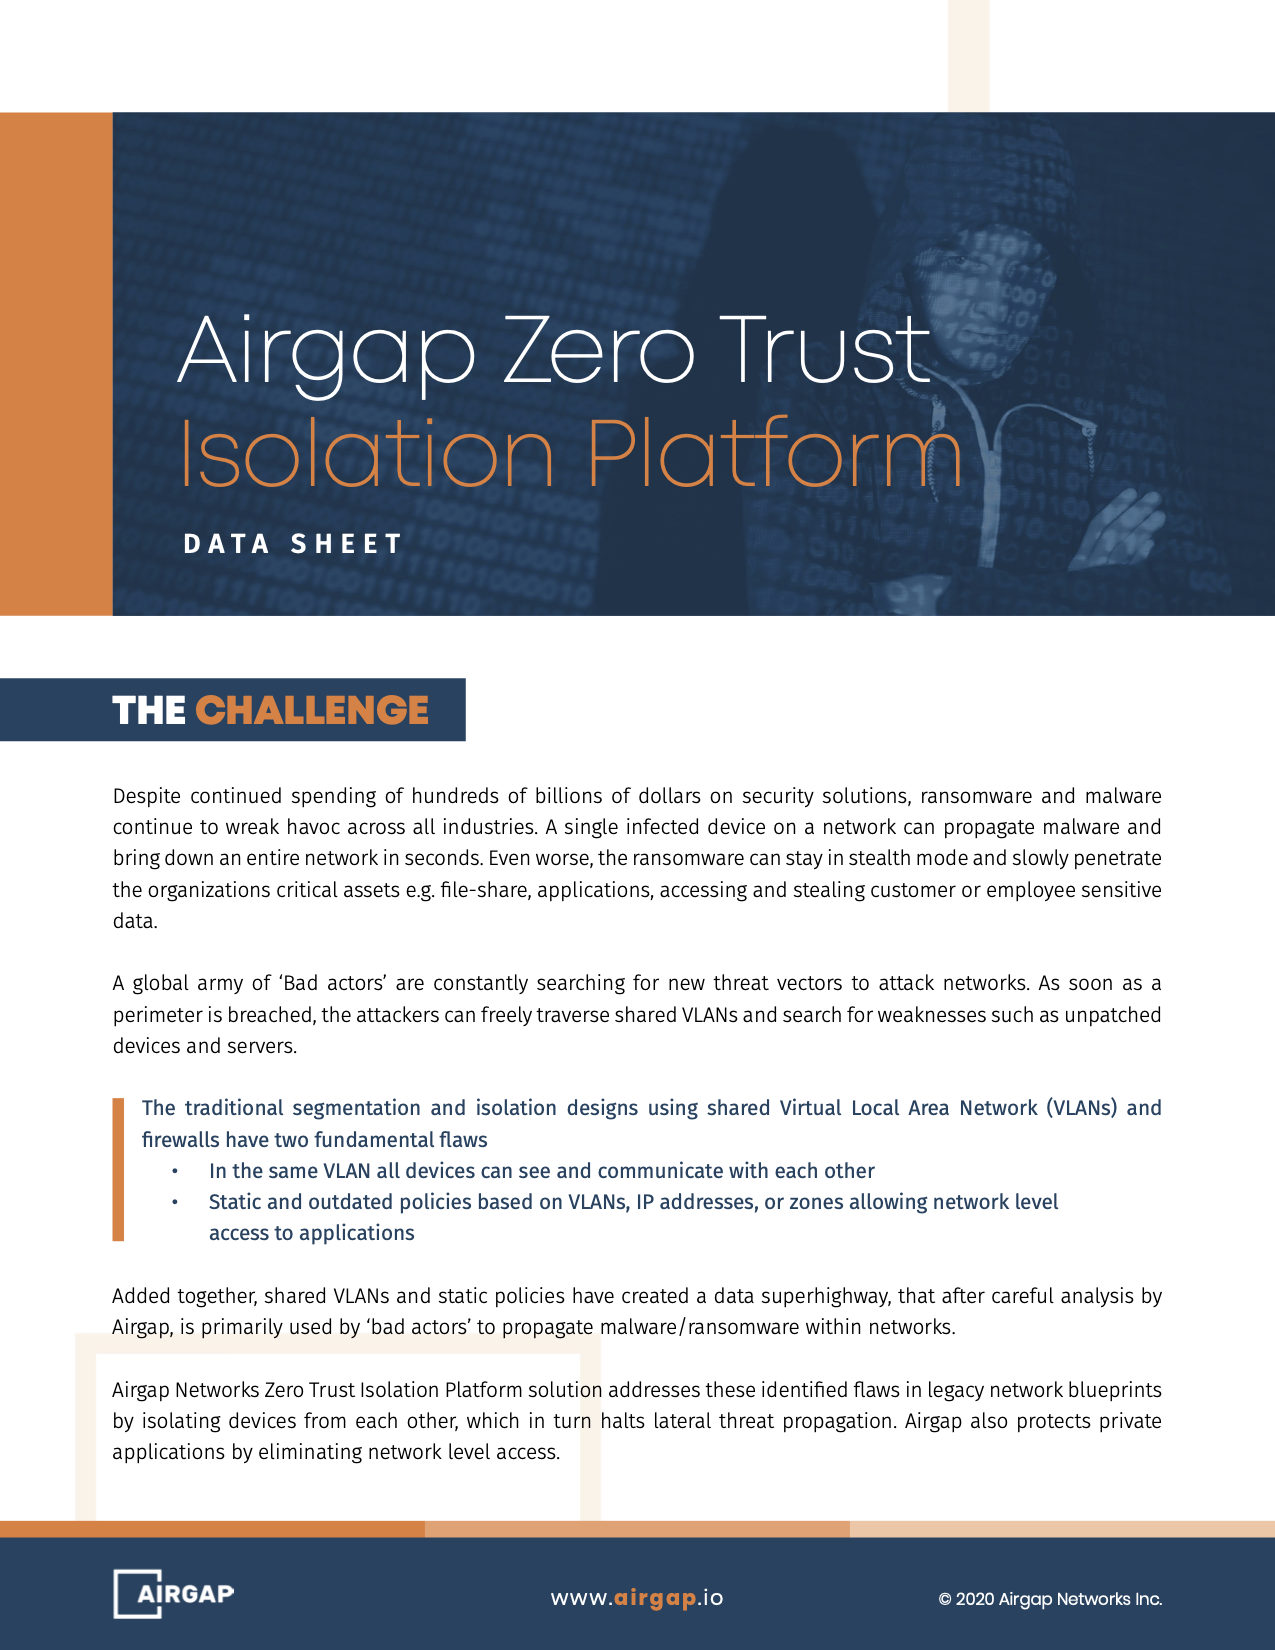 Airgap Zero Trust
Isolation Platform
DATA SHEET
THE CHALLENGE
Despite continued spending of hundreds of billions of dollars on security solutions, ransomware and malware
continue to wreak havoc across all industries. A single infected device on a network can propagate malware and
bring down an entire network in seconds. Even worse, the ransomware can stay in stealth mode and slowly penetrate
the organizations critical assets e.g. file-share, applications, accessing and stealing customer or employee sensitive
data.
A global army of ‘Bad actors’ are constantly searching for new threat vectors to attack networks. As soon as a
perimeter is breached, the attackers can freely traverse shared VLANs and search for weaknesses such as unpatched
devices and servers.
The traditional segmentation and isolation designs using shared Virtual Local Area Network (VLANs) and
firewalls have two fundamental flaws
• In the same VLAN all devices can see and communicate with each other
• Static and outdated policies based on VLANs, IP addresses, or zones allowing network level
access to applications
Added together, shared VLANs and static policies have created a data superhighway, that after careful analysis by
Airgap, is primarily used by ‘bad actors’ to propagate malware/ransomware within networks.
Airgap Networks Zero Trust Isolation Platform solution addresses these identified flaws in legacy network blueprints
by isolating devices from each other, which in turn halts lateral threat propagation. Airgap also protects private
applications by eliminating network level access.
AIRGAP
www.airgap.io
© 2020 Airgap Networks Inc.